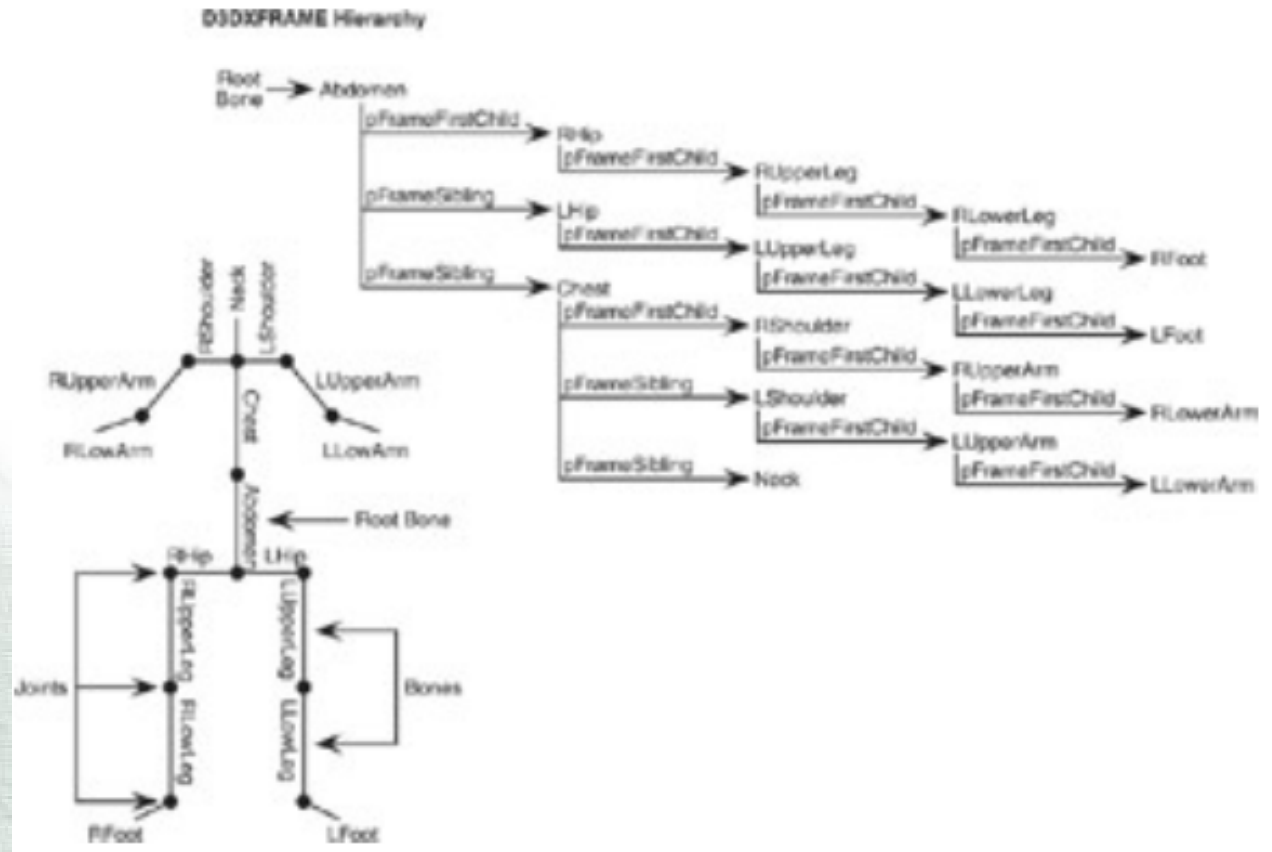 D3DXFRAME Hierarchy
Root
Bone
Abdomen
pFrameFirstChild
RHip
pFrameFirstChild
RUpperLeg
pFrameFirstChild
RLowerLeg
pFrameFirstChild
RFoot
pFrameSibling
LHip
pFrameFirstChild
LUpperLeg
pFrameFirstChild
LLowerLeg
pFrameFirstChild
LFoot
pFrameSibling
Chest
pFrameFirstChild
RShoulder
pFrameFirstChild
RUpperArm
pFrameFirstChild
RLowerArm
pFrameSibling
LShoulder
pFrameFirstChild
LUpperArm
pFrameFirstChild
LLowerArm
pFrameSibling
Neck
RShoulder
Neck
LShoulder
RUpperArm
LUpperArm
RLowArm
LLowArm
Chest
Abdomen
Root Bone
RHip
LHip
RUpperLeg
LUpperLeg
Joints
Bones
RLowLeg
LLowLeg
RFoot
LFoot